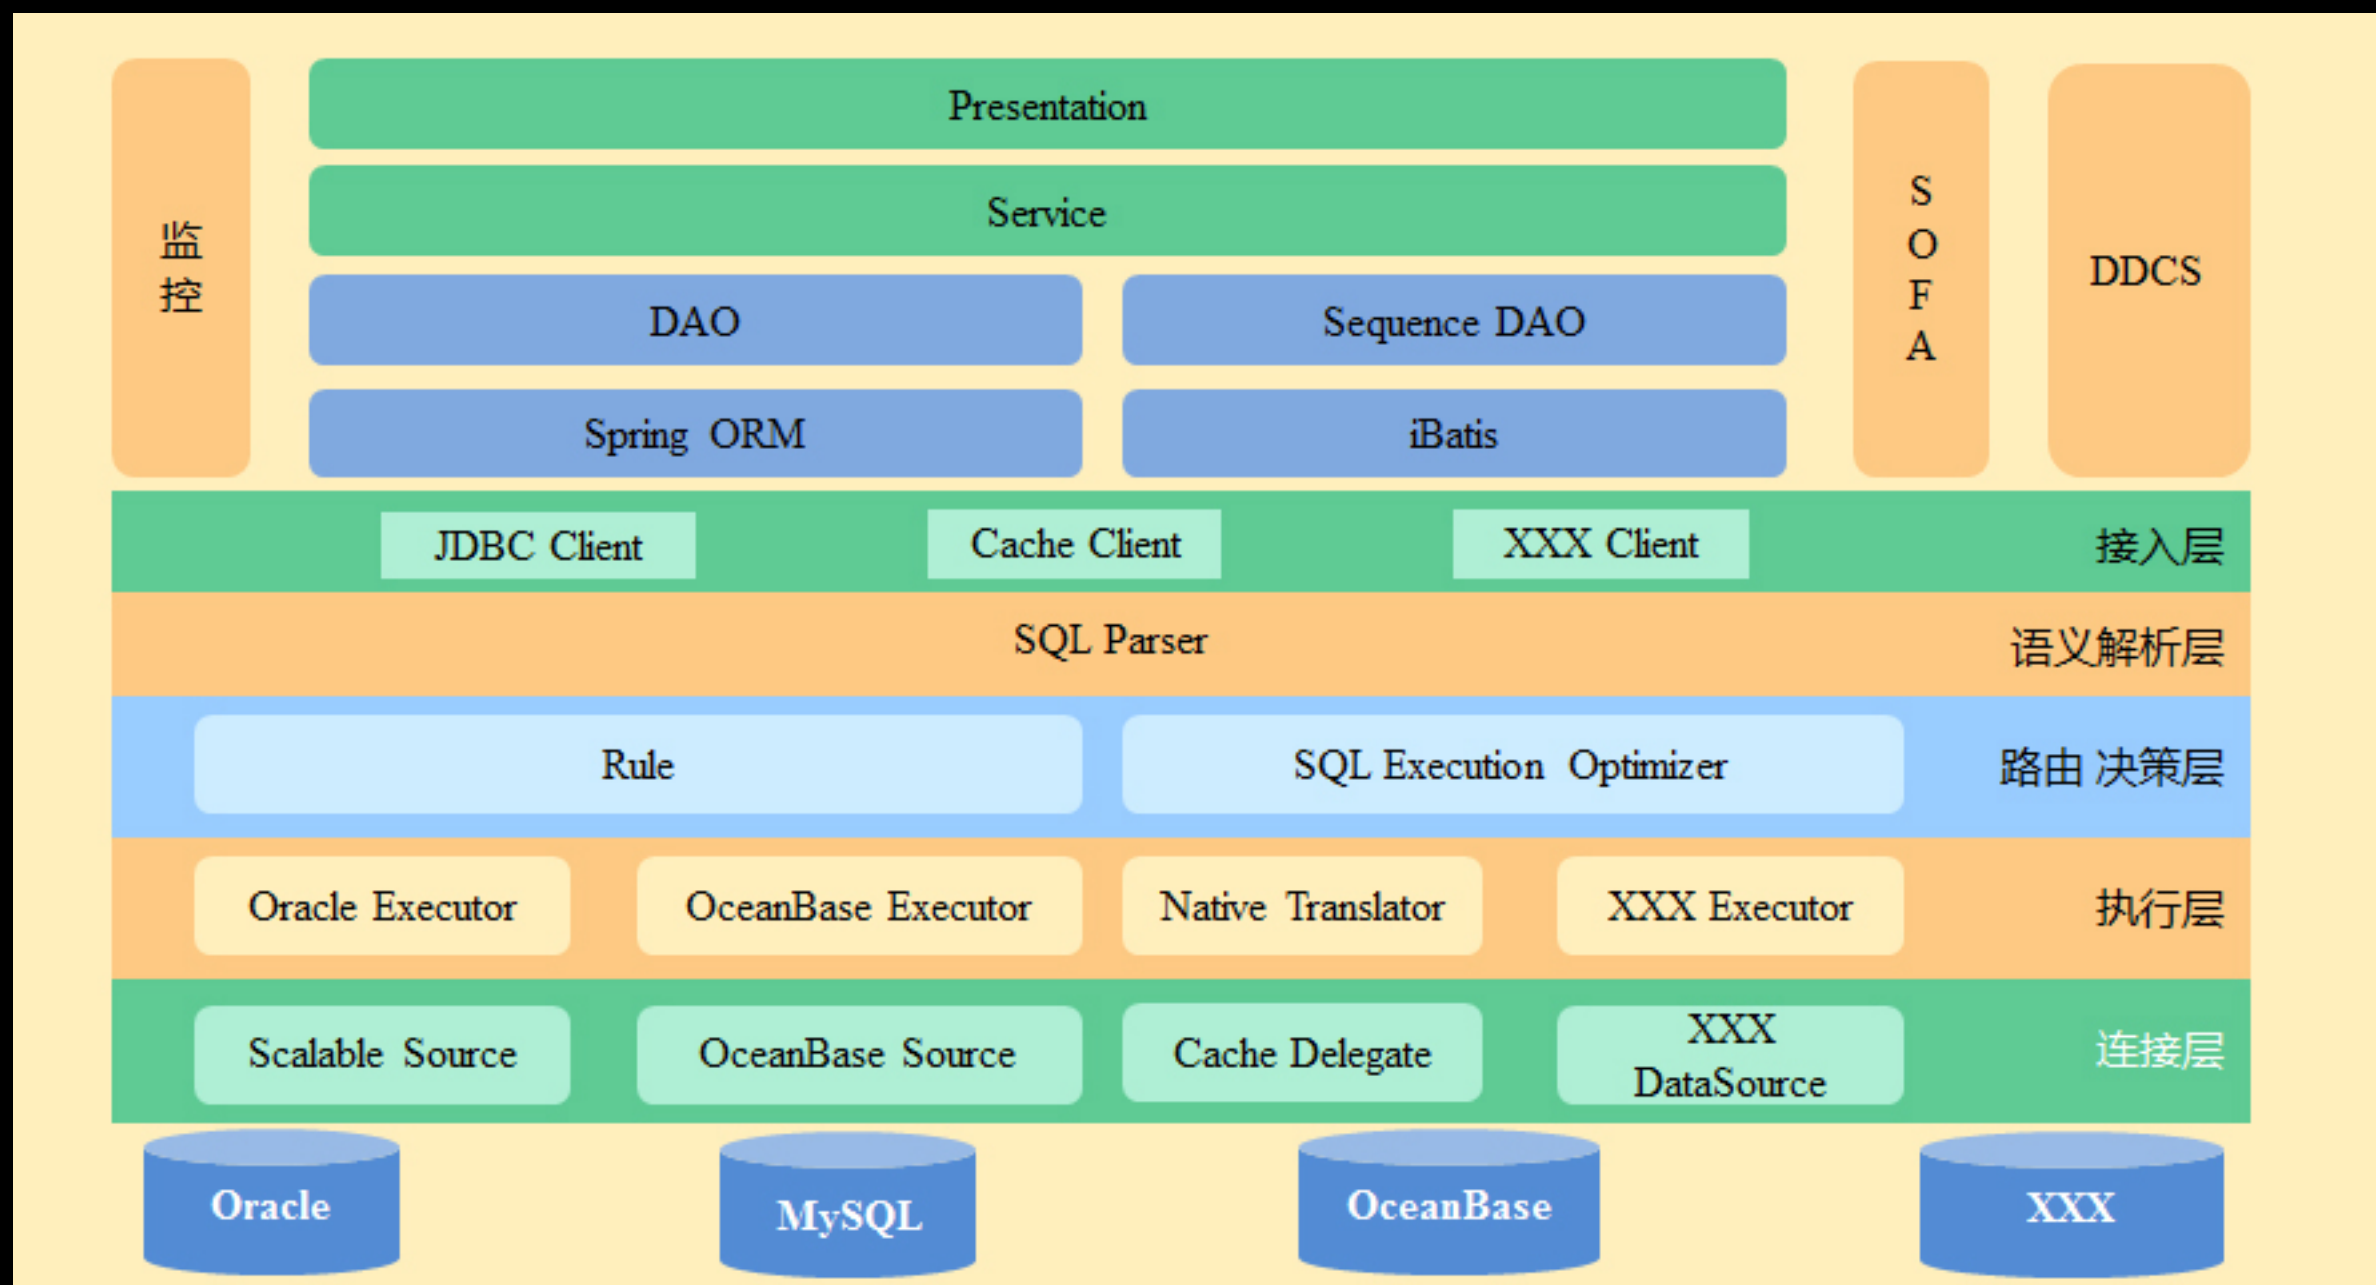 监
控
Presentation
Service
DAO
Sequence DAO
Spring ORM
iBatis
S
O
F
A
DDCS
JDBC Client
Cache Client
XXX Client
接入层
SQL Parser
语义解析层
Rule
SQL Execution Optimizer
路由 决策层
Oracle Executor
OceanBase Executor
Native Translator
XXX Executor
执行层
Scalable Source
OceanBase Source
Cache Delegate
XXX
DataSource
连接层
Oracle
MySQL
OceanBase
XXX